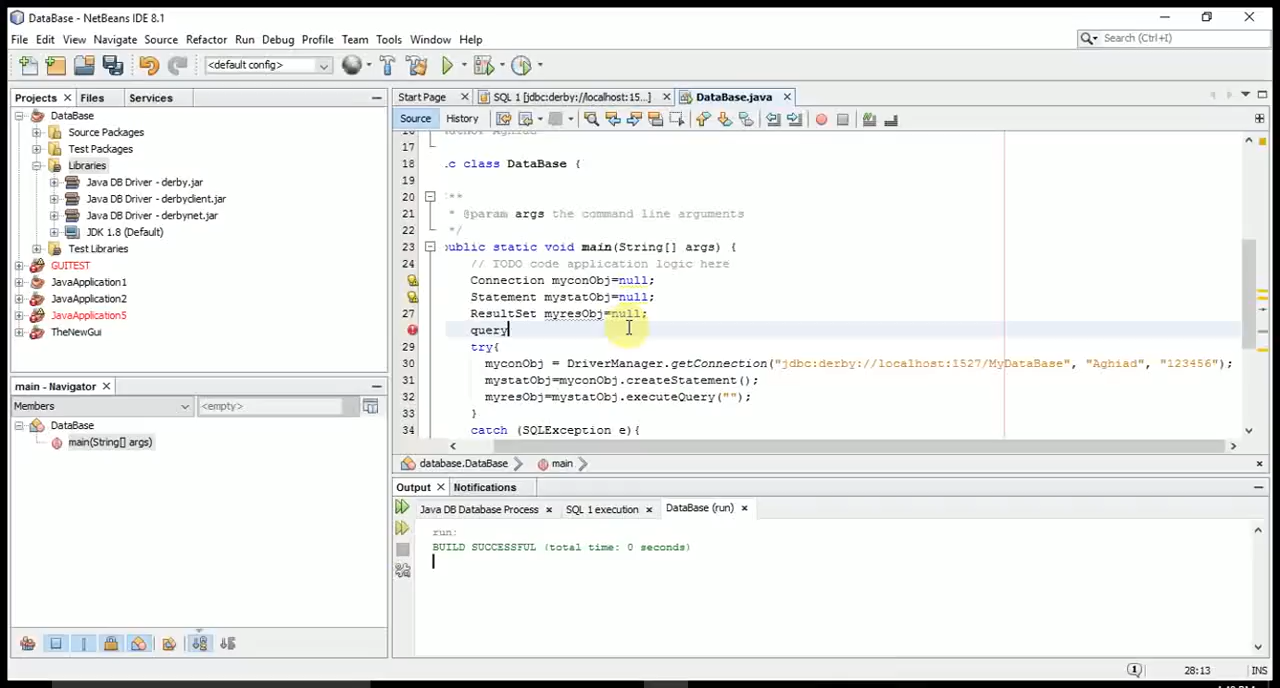 DataBase - NetBeans IDE 8.1
File Edit View Navigate Source Refactor Run Debug Profile Team Tools Window Help
Search (Ctrl+I)
<default config>
Projects Files Services
Start Page SQL 1 [jdbc:derby://localhost:15...] DataBase.java
Source History
DataBase
Source Packages
Test Packages
Libraries
Java DB Driver - derby.jar
Java DB Driver - derbyclient.jar
Java DB Driver - derbynet.jar
JDK 1.8 (Default)
Test Libraries
GUITEST
JavaApplication1
JavaApplication2
JavaApplication5
TheNewGui
17
18 .c class DataBase {
19
20 **
21 * @param args the command line arguments
22 */
23 public static void main(String[] args) {
24 // TODO code application logic here
Connection myconObj=null;
Statement mystatObj=null;
27 ResultSet myresObj=null;
query
29 try{
30 myconObj = DriverManager.getConnection("jdbc:derby://localhost:1527/MyDataBase", "Aghiad", "123456");
31 mystatObj=myconObj.createStatement();
32 myresObj=mystatObj.executeQuery("");
33 }
34 catch (SQLException e){
database.DataBase main
main - Navigator
Members <empty>
DataBase
main(String[] args)
Output Notifications
Java DB Database Process SQL 1 execution DataBase (run)
run:
BUILD SUCCESSFUL (total time: 0 seconds)
1 28:13 INS